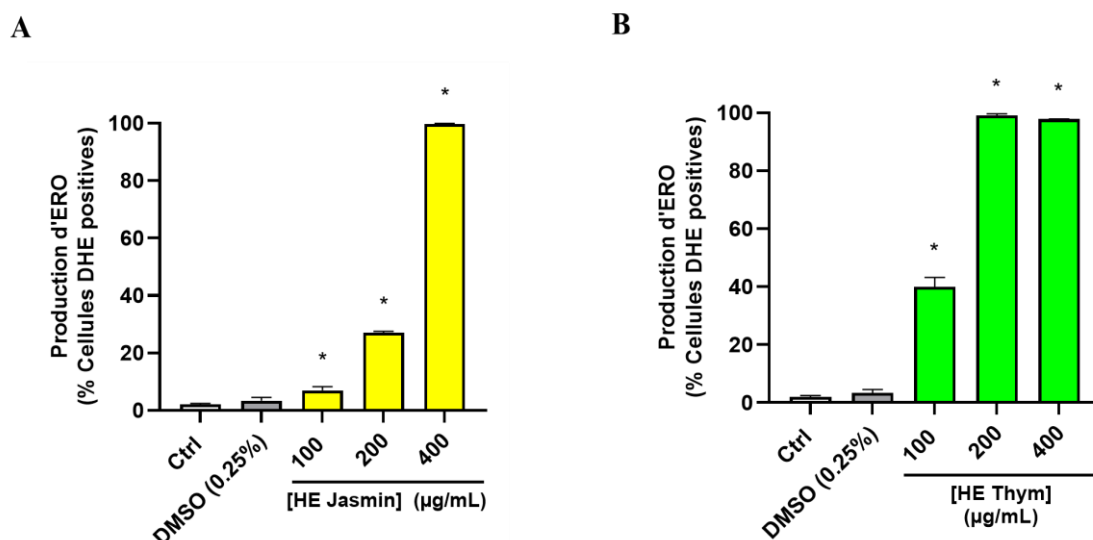 A
Production d'ERO
(% Cellules DHE positives)
100
80
60
40
20
0
*
*
*
Ctrl
DMSO (0.25%)
100
200
400
[HE Jasmin] (µg/mL)
B
Production d'ERO
(% Cellules DHE positives)
100
80
60
40
20
0
*
*
*
Ctrl
DMSO (0.25%)
100
200
400
[HE Thym]
(µg/mL)